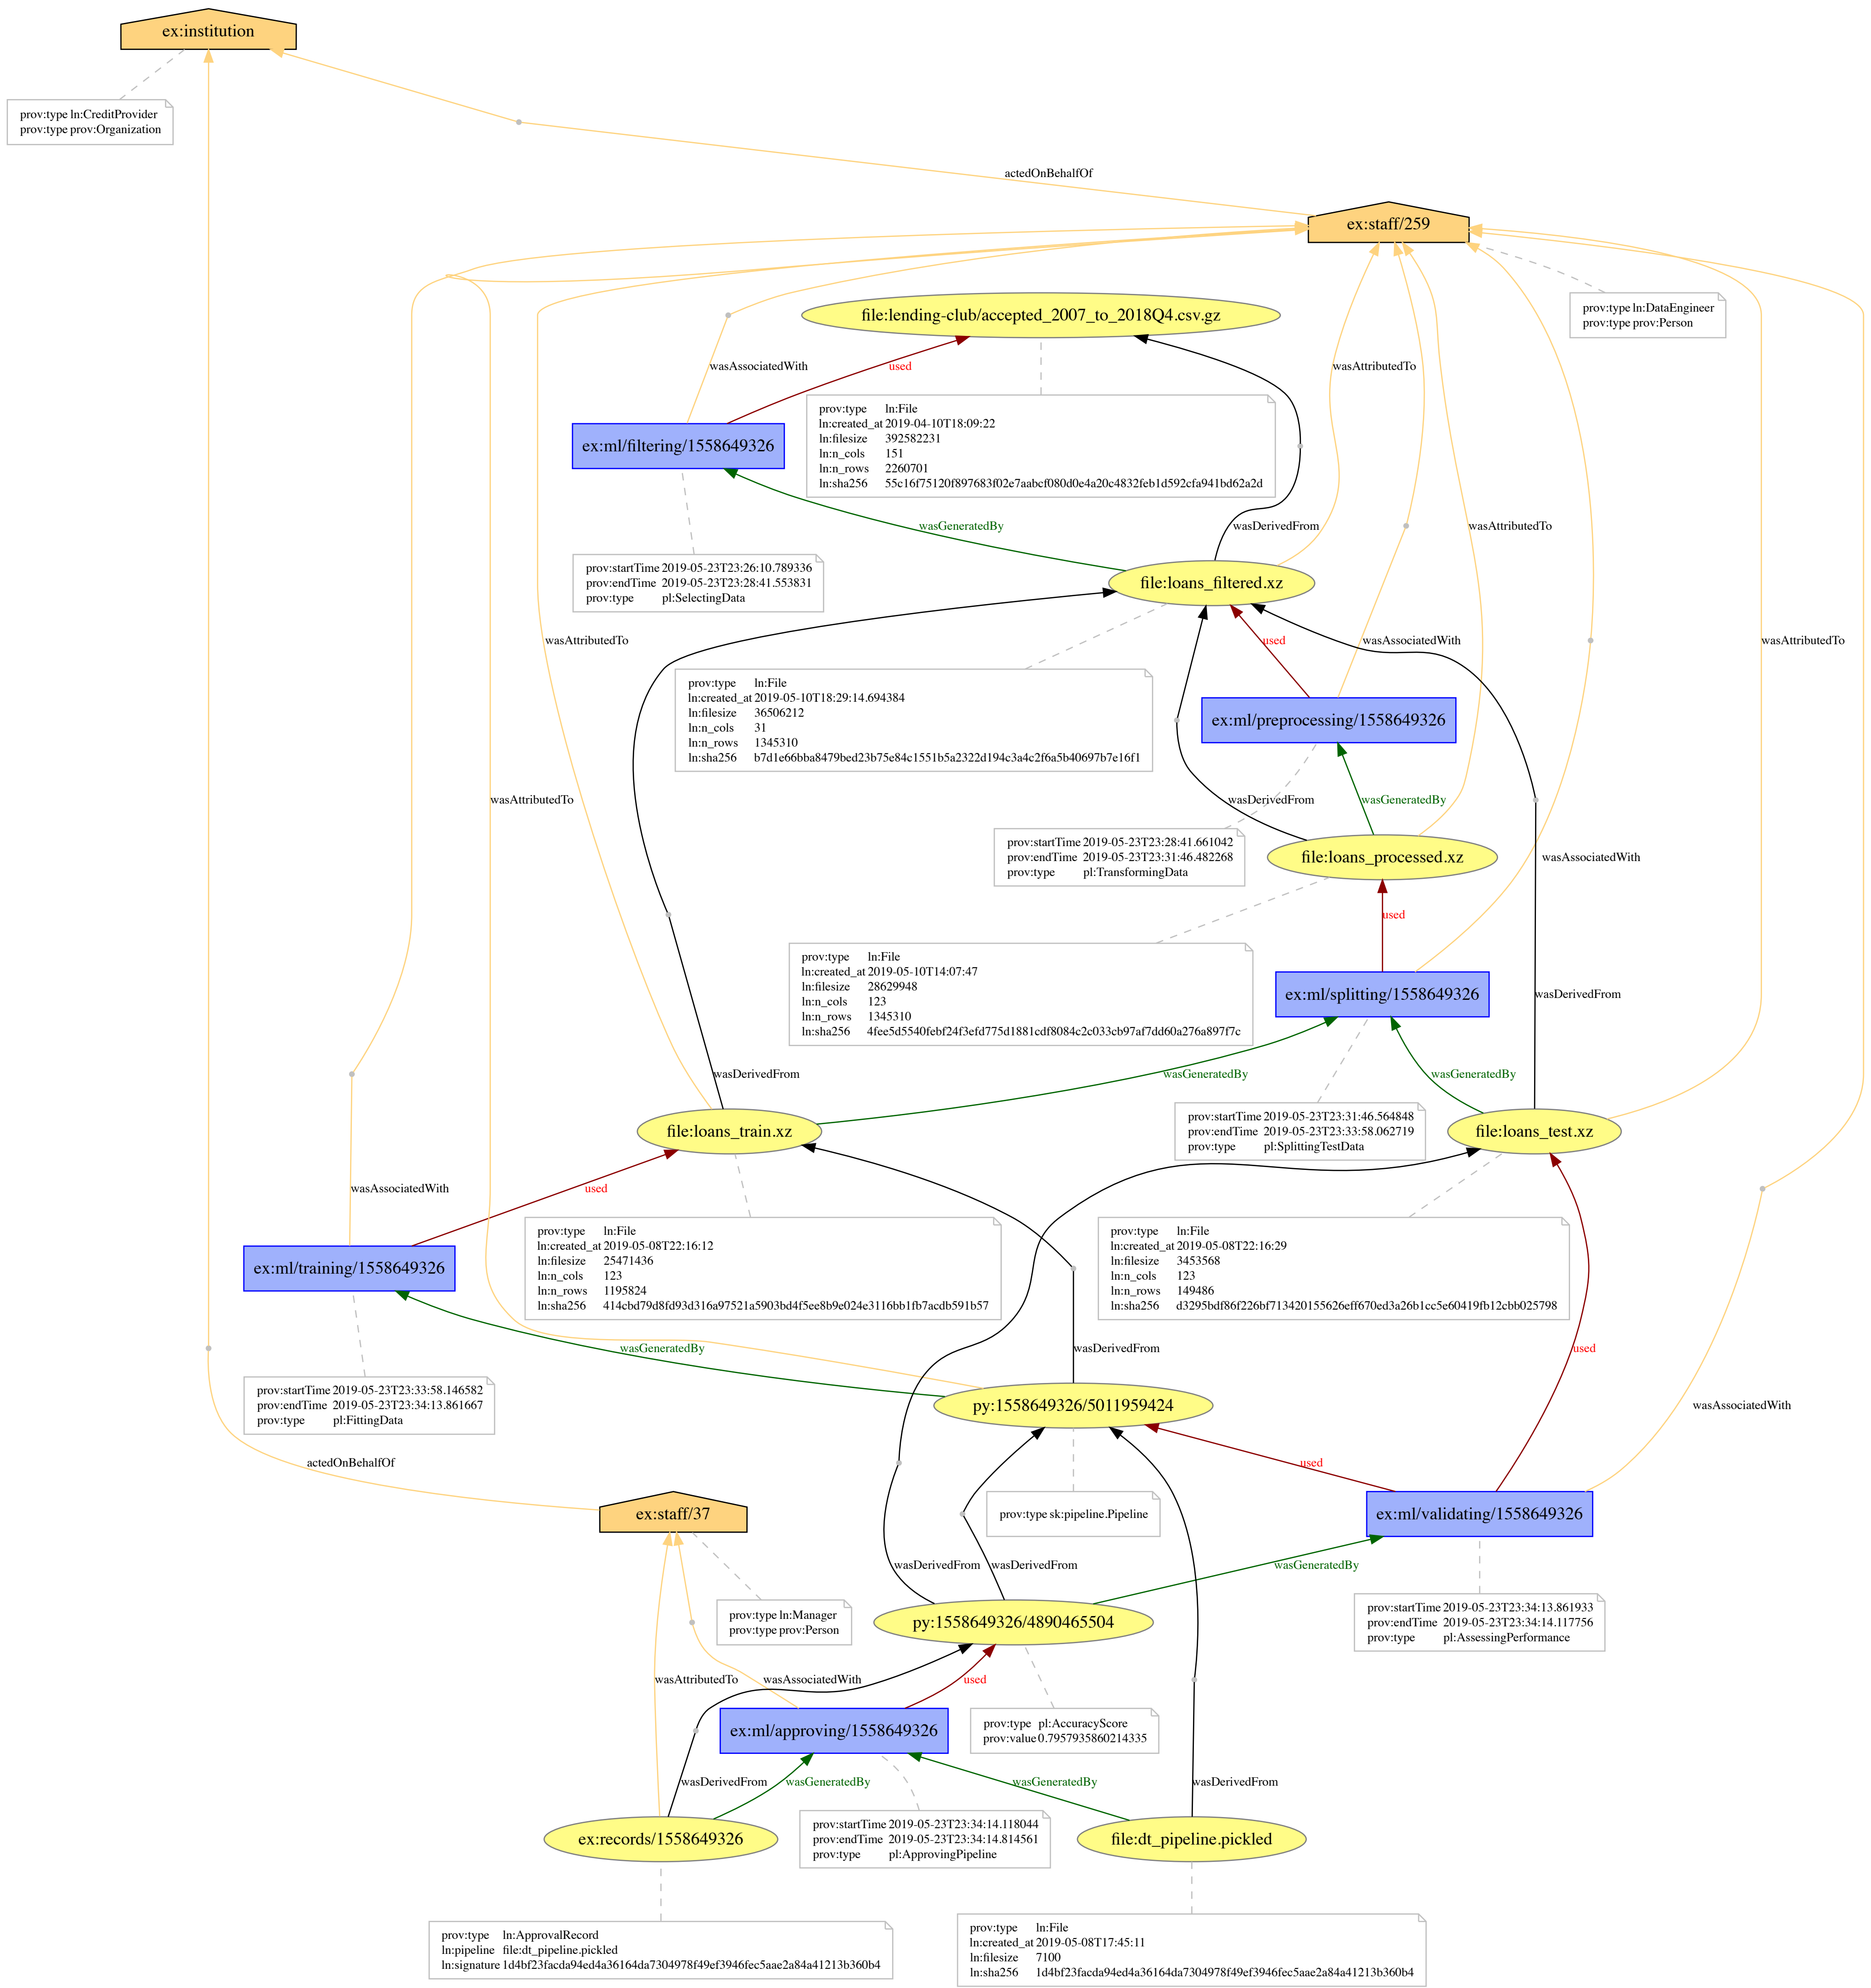 ex:institution
prov:type ln:CreditProvider
prov:type prov:Organization
actedOnBehalfOf
ex:staff/259
prov:type ln:DataEngineer
prov:type prov:Person
file:lending-club/accepted_2007_to_2018Q4.csv.gz
wasAssociatedWith
used
wasAttributedTo
prov:type ln:File
ln:created_at 2019-04-10T18:09:22
ln:filesize 392582231
ln:n_cols 151
ln:n_rows 2260701
ln:sha256 55c16f75120f897683f02e7aabcf080d0e4a20c4832feb1d592cfa941bd62a2d
ex:ml/filtering/1558649326
wasGeneratedBy
wasDerivedFrom
wasAttributedTo
prov:startTime 2019-05-23T23:26:10.789336
prov:endTime 2019-05-23T23:28:41.553831
prov:type pl:SelectingData
file:loans_filtered.xz
wasAttributedTo
used
wasAssociatedWith
wasAttributedTo
prov:type ln:File
ln:created_at 2019-05-10T18:29:14.694384
ln:filesize 36506212
ln:n_cols 31
ln:n_rows 1345310
ln:sha256 b7d1e66bba8479bed23b75e84c1551b5a2322d194c3a4c2f6a5b40697b7e16f1
ex:ml/preprocessing/1558649326
wasAttributedTo
wasDerivedFrom
wasGeneratedBy
prov:startTime 2019-05-23T23:28:41.661042
prov:endTime 2019-05-23T23:31:46.482268
prov:type pl:TransformingData
file:loans_processed.xz
wasAssociatedWith
used
prov:type ln:File
ln:created_at 2019-05-10T14:07:47
ln:filesize 28629948
ln:n_cols 123
ln:n_rows 1345310
ln:sha256 4fee5d5540febf24f3efd775d1881cdf8084c2c033cb97af7dd60a276a897f7c
ex:ml/splitting/1558649326
wasDerivedFrom
wasDerivedFrom
wasGeneratedBy
wasGeneratedBy
prov:startTime 2019-05-23T23:31:46.564848
prov:endTime 2019-05-23T23:33:58.062719
prov:type pl:SplittingTestData
file:loans_train.xz
file:loans_test.xz
wasAssociatedWith
used
prov:type ln:File
ln:created_at 2019-05-08T22:16:12
ln:filesize 25471436
ln:n_cols 123
ln:n_rows 1195824
ln:sha256 414cbd79d8fd93d316a97521a5903bd4f5ee8b9e024e3116bb1fb7acdb591b57
prov:type ln:File
ln:created_at 2019-05-08T22:16:29
ln:filesize 3453568
ln:n_cols 123
ln:n_rows 149486
ln:sha256 d3295bdf86f226bf713420155626eff670ed3a26b1cc5e60419fb12cbb025798
ex:ml/training/1558649326
wasGeneratedBy
wasDerivedFrom
used
prov:startTime 2019-05-23T23:33:58.146582
prov:endTime 2019-05-23T23:34:13.861667
prov:type pl:FittingData
py:1558649326/5011959424
wasAssociatedWith
actedOnBehalfOf
used
ex:staff/37
prov:type sk:pipeline.Pipeline
ex:ml/validating/1558649326
wasDerivedFrom
wasDerivedFrom
wasGeneratedBy
prov:type ln:Manager
prov:type prov:Person
py:1558649326/4890465504
prov:startTime 2019-05-23T23:34:13.861933
prov:endTime 2019-05-23T23:34:14.117756
prov:type pl:AssessingPerformance
wasAttributedTo
wasAssociatedWith
used
ex:ml/approving/1558649326
prov:type pl:AccuracyScore
prov:value 0.7957935860214335
wasDerivedFrom
wasGeneratedBy
wasGeneratedBy
wasDerivedFrom
ex:records/1558649326
prov:startTime 2019-05-23T23:34:14.118044
prov:endTime 2019-05-23T23:34:14.814561
prov:type pl:ApprovingPipeline
file:dt_pipeline.pickled
prov:type ln:ApprovalRecord
ln:pipeline file:dt_pipeline.pickled
ln:signature 1d4bf23facda94ed4a36164da7304978f49ef3946fec5aae2a84a41213b360b4
prov:type ln:File
ln:created_at 2019-05-08T17:45:11
ln:filesize 7100
ln:sha256 1d4bf23facda94ed4a36164da7304978f49ef3946fec5aae2a84a41213b360b4